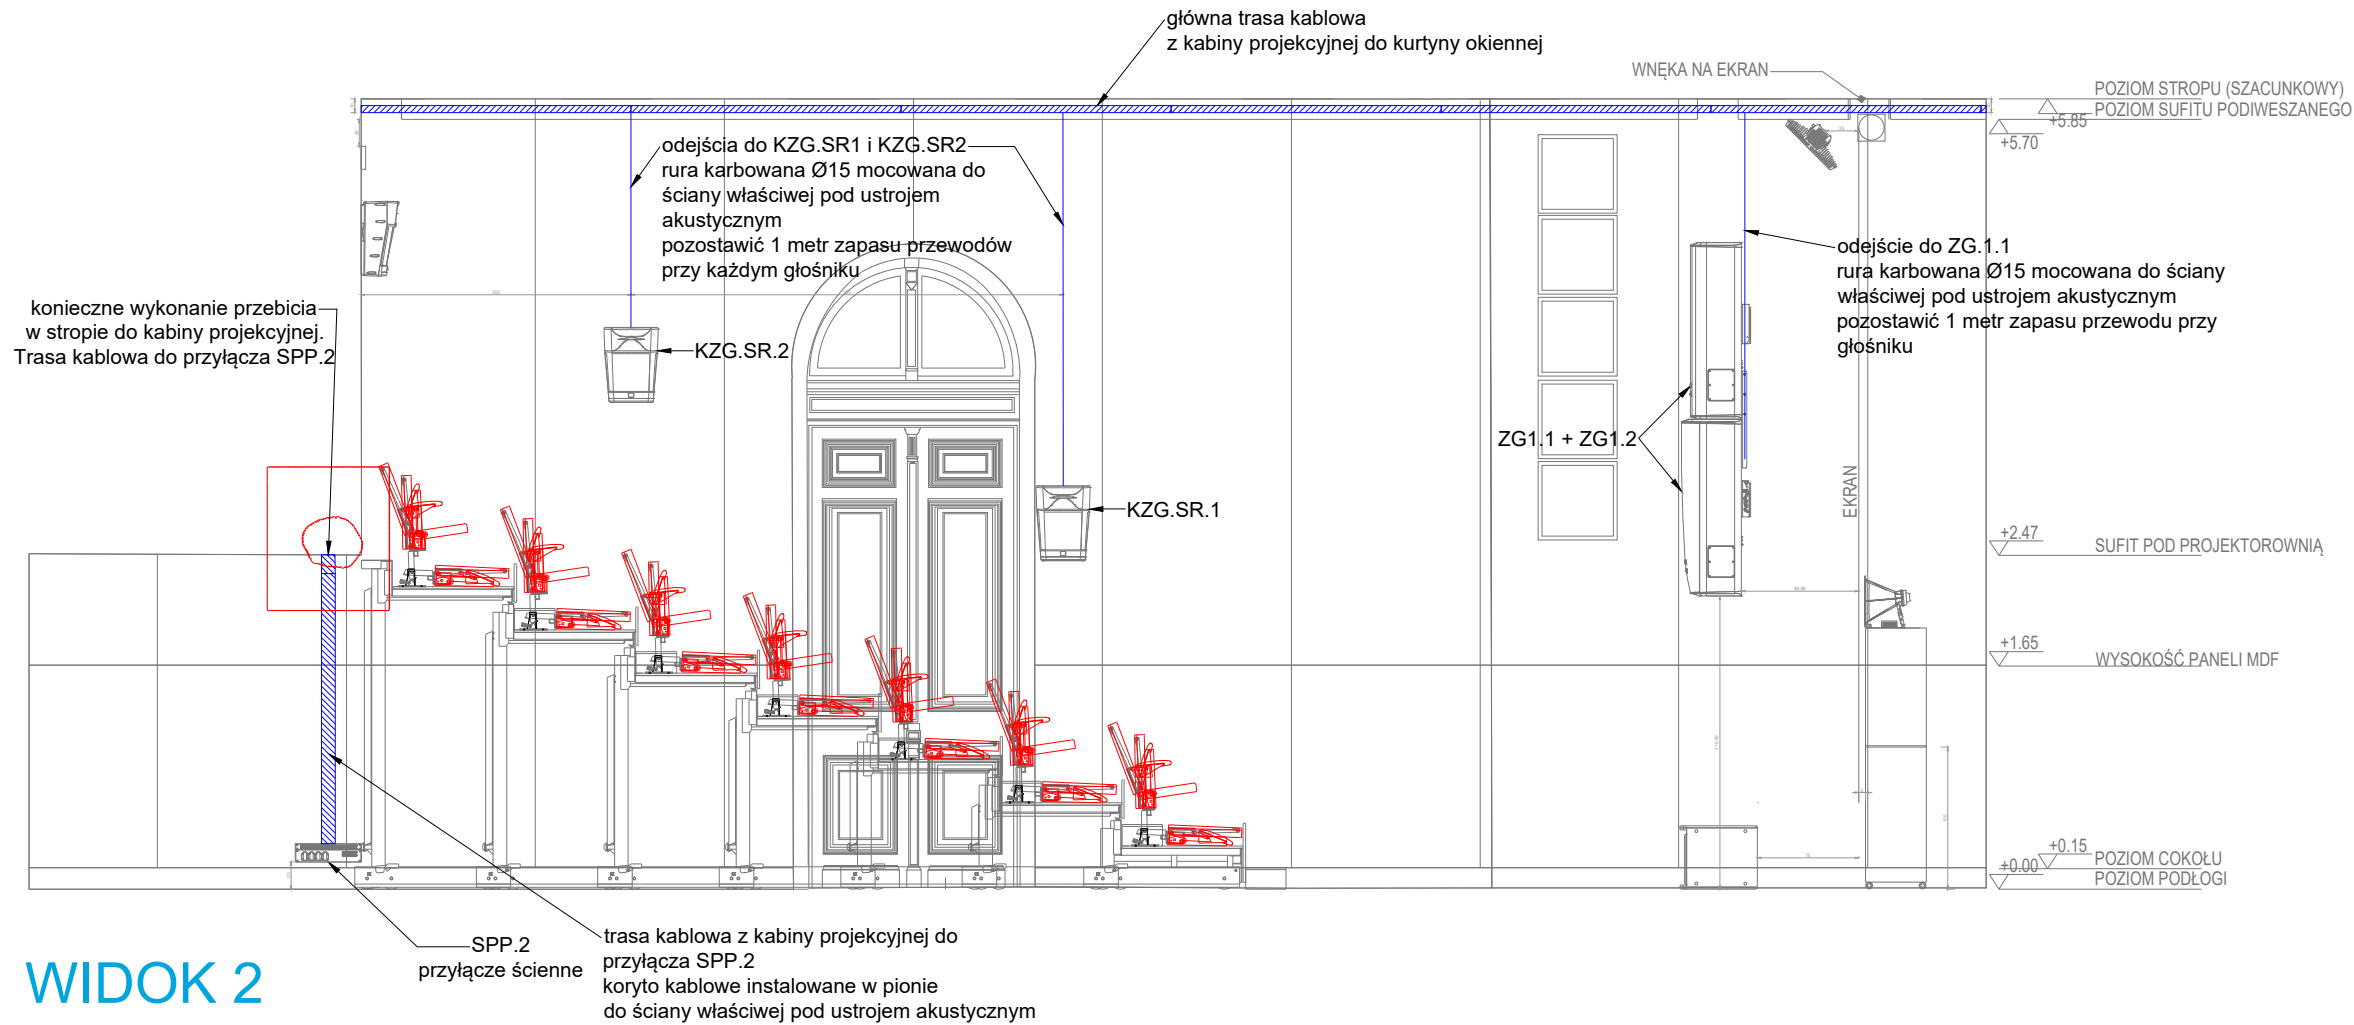 główna trasa kablowa
z kabiny projekcyjnej do kurtyny okiennej
WNĘKA NA EKRAN
POZIOM STROPU (SZACUNKOWY)
POZIOM SUFITU PODIWESZANEGO
+5.85
+5.70
odejścia do KZG.SR1 i KZG.SR2
rura karbowana Ø15 mocowana do
ściany właściwej pod ustrojem
akustycznym
pozostawić 1 metr zapasu przewodów
przy każdym głośniku
odejście do ZG.1.1
rura karbowana Ø15 mocowana do ściany
właściwej pod ustrojem akustycznym
pozostawić 1 metr zapasu przewodu przy
głośniku
konieczne wykonanie przebicia
w stropie do kabiny projekcyjnej.
Trasa kablowa do przyłącza SPP.2
KZG.SR.2
ZG1.1 + ZG1.2
EKRAN
KZG.SR.1
+2.47
SUFIT POD PROJEKTOROWNIĄ
+1.65
WYSOKOŚĆ PANELI MDF
+0.15
POZIOM COKOŁU
+0.00
POZIOM PODŁOGI
SPP.2
przyłącze ścienne
trasa kablowa z kabiny projekcyjnej do
przyłącza SPP.2
koryto kablowe instalowane w pionie
do ściany właściwej pod ustrojem akustycznym
WIDOK 2